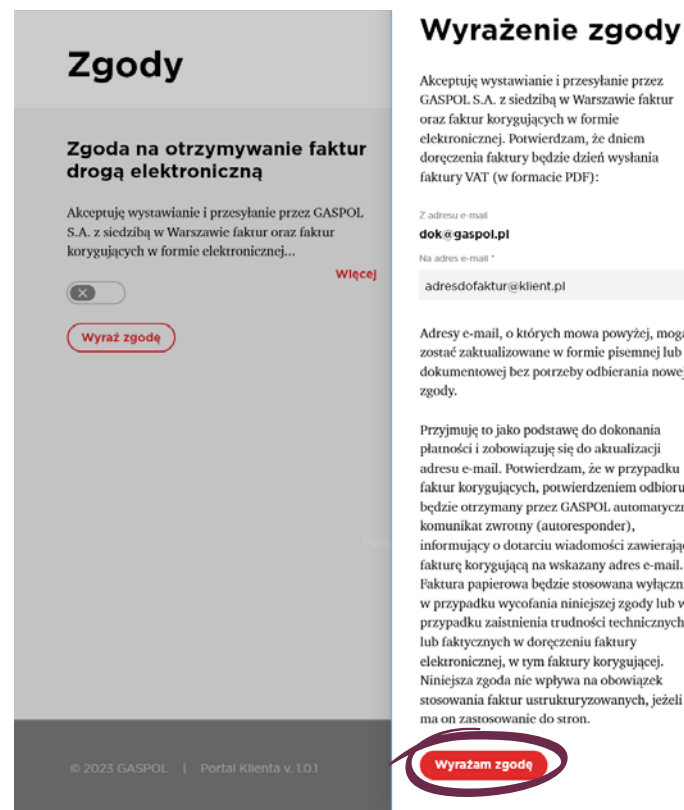 Zgody
Zgoda na otrzymywanie faktur
drogą elektroniczną
Akceptuję wystawianie i przesyłanie przez GASPOL
S.A. z siedzibą w Warszawie faktur oraz faktur
korygujących w formie elektronicznej...
Więcej
Wyraź zgodę
© 2023 GASPOL | Portal Klienta v. 1.0.1
Wyrażenie zgody
Akceptuję wystawianie i przesyłanie przez
GASPOL S.A. z siedzibą w Warszawie faktur
oraz faktur korygujących w formie
elektronicznej. Potwierdzam, że dniem
doręczenia faktury będzie dzień wysłania
faktury VAT (w formacie PDF):
Z adresu e-mail
dok@gaspol.pl
Na adres e-mail *
adresdofaktur@klient.pl
Adresy e-mail, o których mowa powyżej, mogą
zostać zaktualizowane w formie pisemnej lub
dokumentowej bez potrzeby odbierania nowej
zgody.
Przyjmuję to jako podstawę do dokonania
płatności i zobowiązuję się do aktualizacji
adresu e-mail. Potwierdzam, że w przypadku
faktur korygujących, potwierdzeniem odbioru
będzie otrzymany przez GASPOL automatyczn
komunikat zwrotny (autoresponder),
informujący o dotarciu wiadomości zawierając
fakturę korygującą na wskazany adres e-mail.
Faktura papierowa będzie stosowana wyłączn
w przypadku wycofania niniejszej zgody lub w
przypadku zaistnienia trudności technicznych
lub faktycznych w doręczeniu faktury
elektronicznej, w tym faktury korygującej.
Niniejsza zgoda nie wpływa na obowiązek
stosowania faktur ustrukturyzowanych, jeżeli
ma on zastosowanie do stron.
Wyrażam zgodę